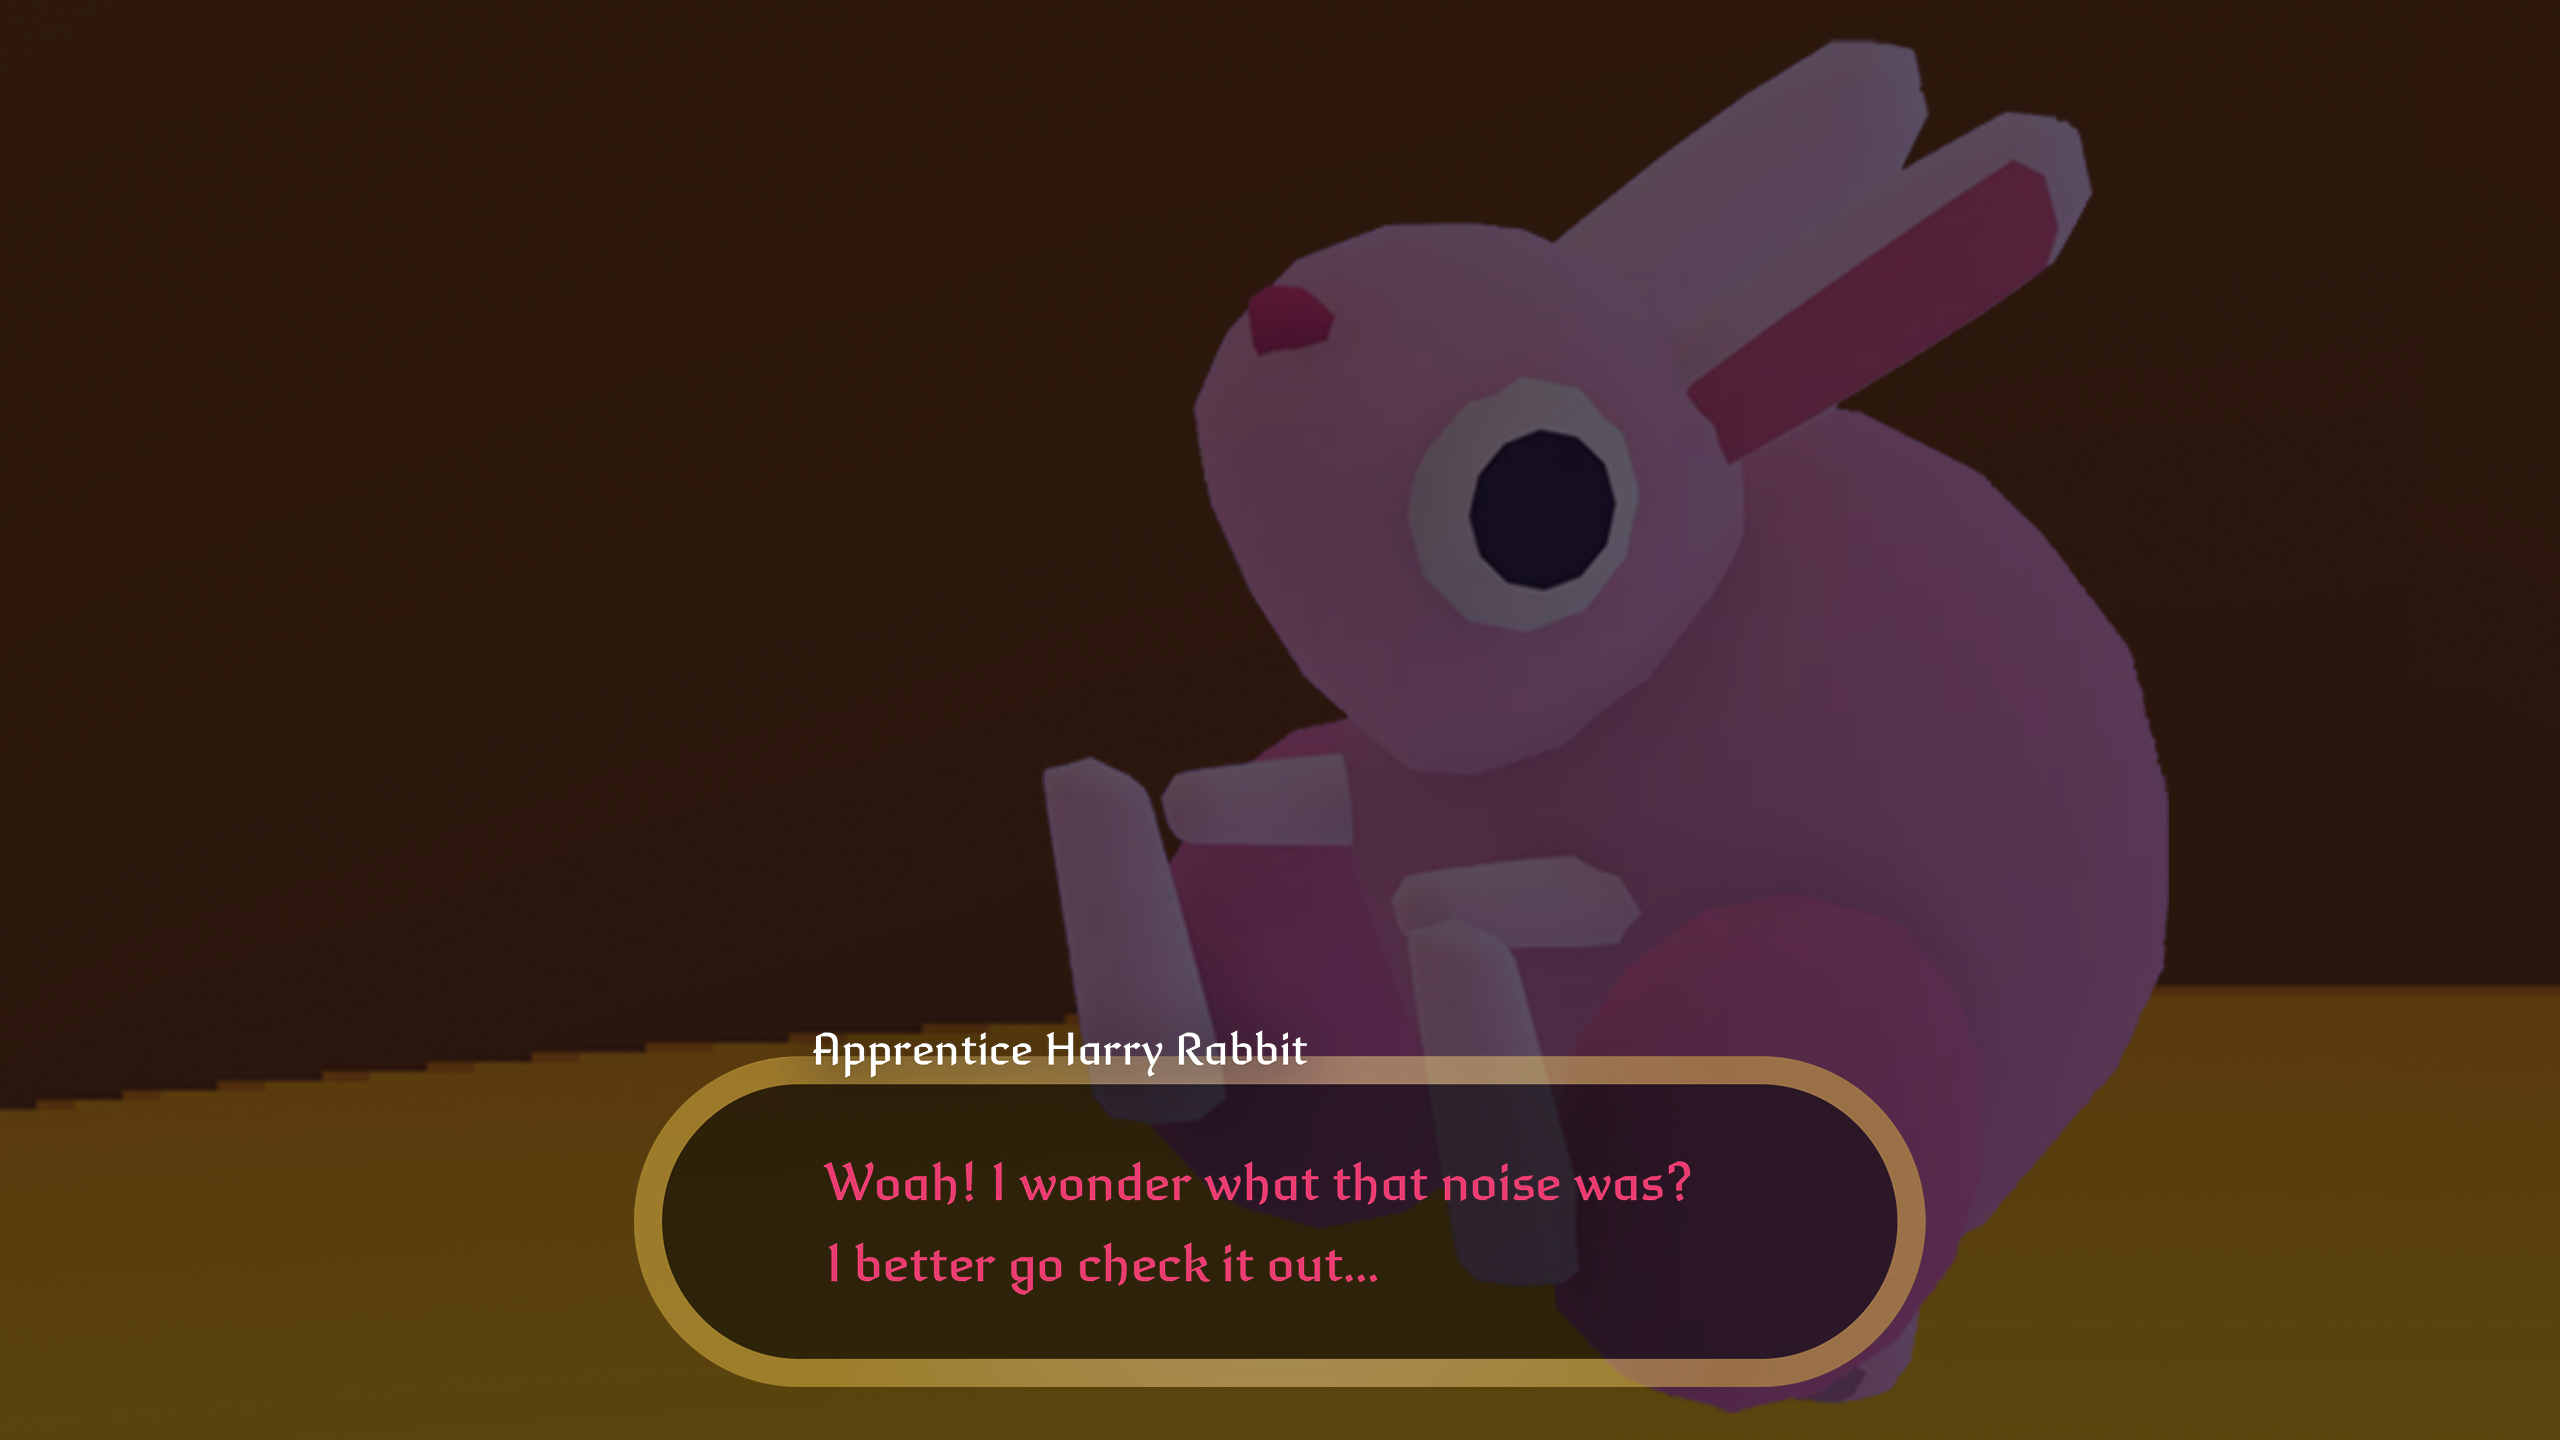 Apprentice Harry Rabbit
Woah! I wonder what that noise was?
I better go check it out...